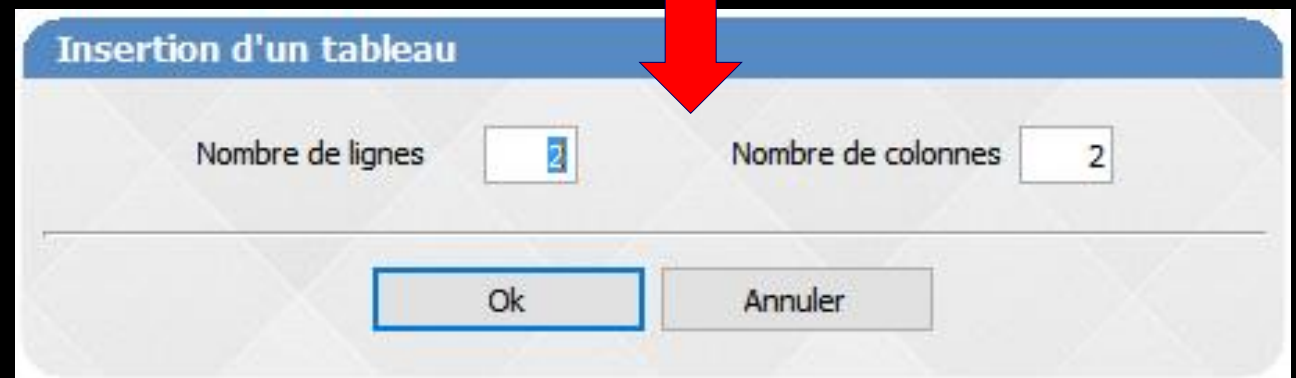 Insertion d'un tableau
Nombre de lignes 2 Nombre de colonnes 2
Ok Annuler